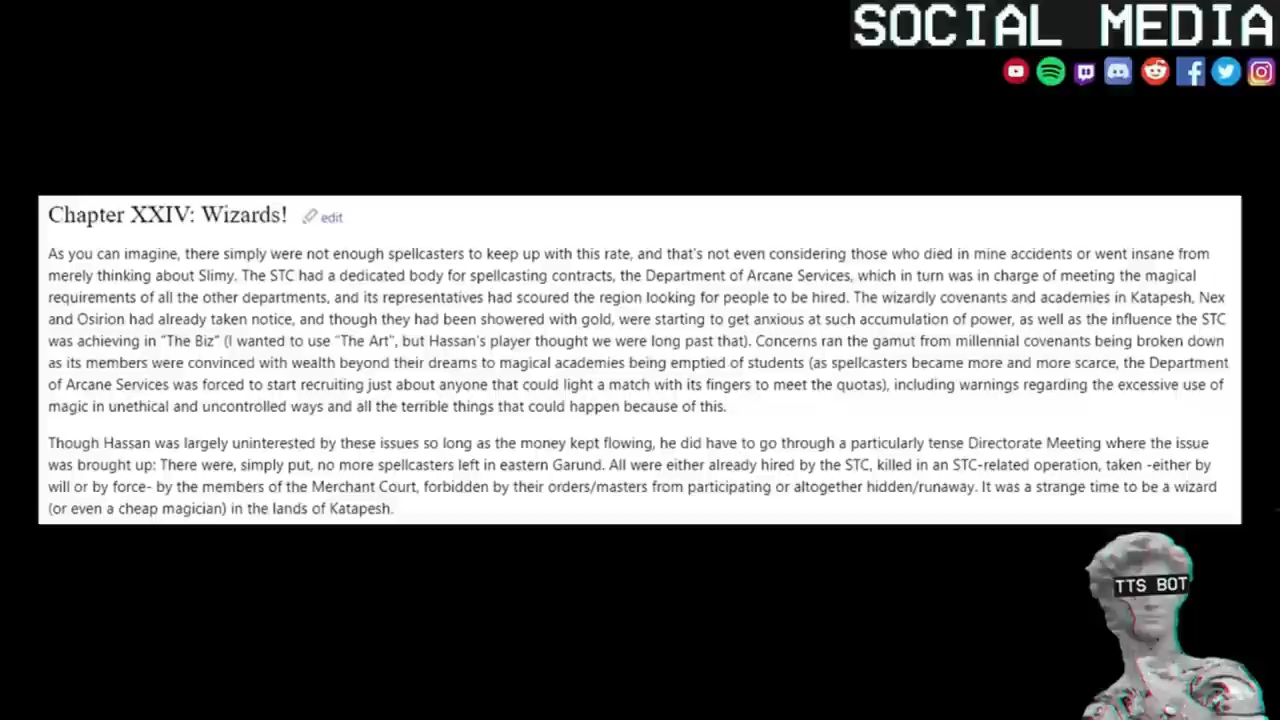 SOCIAL MEDIA
Chapter XXIV: Wizards! edit
As you can imagine, there simply were not enough spellcasters to keep up with this rate, and that's not even considering those who died in mine accidents or went insane from
merely thinking about Slimy. The STC had a dedicated body for spellcasting contracts, the Department of Arcane Services, which in turn was in charge of meeting the magical
requirements of all the other departments, and its representatives had scoured the region looking for people to be hired. The wizardly covenants and academies in Katapesh, Nex
and Osirion had already taken notice, and though they had been showered with gold, were starting to get anxious at such accumulation of power, as well as the influence the STC
was achieving in "The Biz" (I wanted to use "The Art", but Hassan's player thought we were long past that). Concerns ran the gamut from millennial covenants being broken down
as its members were convinced with wealth beyond their dreams to magical academies being emptied of students (as spellcasters became more and more scarce, the Department
of Arcane Services was forced to start recruiting just about anyone that could light a match with its fingers to meet the quotas), including warnings regarding the excessive use of
magic in unethical and uncontrolled ways and all the terrible things that could happen because of this.
Though Hassan was largely uninterested by these issues so long as the money kept flowing, he did have to go through a particularly tense Directorate Meeting where the issue
was brought up: There were, simply put, no more spellcasters left in eastern Garund. All were either already hired by the STC, killed in an STC-related operation, taken -either by
will or by force- by the members of the Merchant Court, forbidden by their orders/masters from participating or altogether hidden/runaway. It was a strange time to be a wizard
(or even a cheap magician) in the lands of Katapesh.
TTS BOT